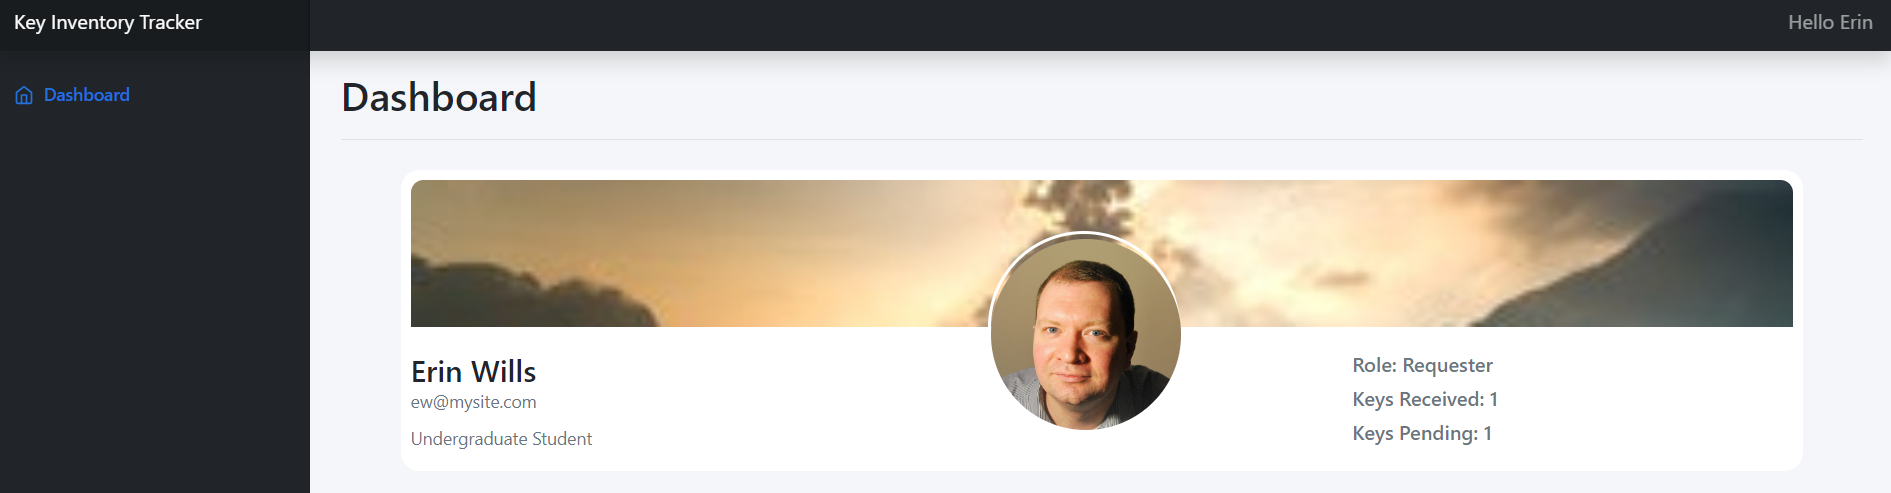 Key Inventory Tracker
Hello Erin
Dashboard
Dashboard
Erin Wills
ew@mysite.com
Undergraduate Student
Role: Requester
Keys Received: 1
Keys Pending: 1